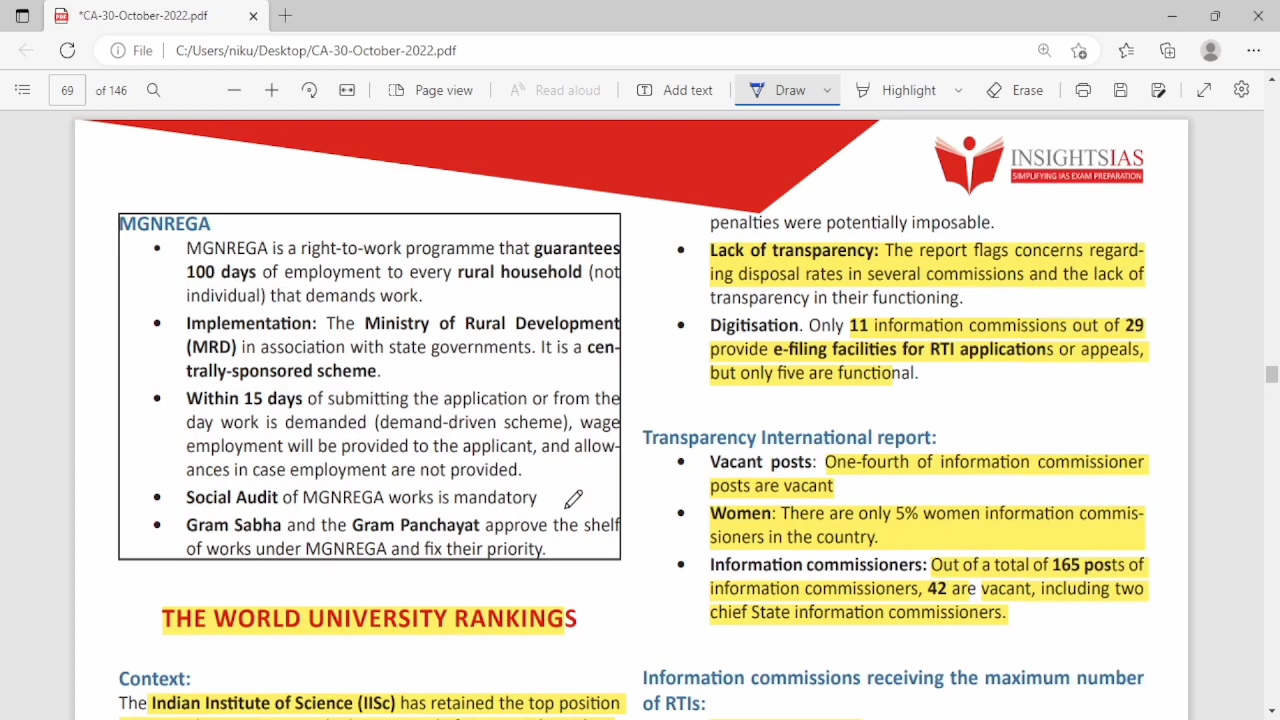 *CA-30-October-2022.pdf
File
C:/Users/niku/Desktop/CA-30-October-2022.pdf
69 of 146
Page view
Read aloud
Add text
Draw
Highlight
Erase
INSIGHTSIAS
SIMPLIFYING IAS EXAM PREPARATION
MGNREGA
• MGNREGA is a right-to-work programme that guarantees
100 days of employment to every rural household (not
individual) that demands work.
• Implementation: The Ministry of Rural Development
(MRD) in association with state governments. It is a cen-
trally-sponsored scheme.
• Within 15 days of submitting the application or from the
day work is demanded (demand-driven scheme), wage
employment will be provided to the applicant, and allow-
ances in case employment are not provided.
• Social Audit of MGNREGA works is mandatory
• Gram Sabha and the Gram Panchayat approve the shelf
of works under MGNREGA and fix their priority.
THE WORLD UNIVERSITY RANKINGS
Context:
The Indian Institute of Science (IISc) has retained the top position
penalties were potentially imposable.
• Lack of transparency: The report flags concerns regard-
ing disposal rates in several commissions and the lack of
transparency in their functioning.
• Digitisation. Only 11 information commissions out of 29
provide e-filing facilities for RTI applications or appeals,
but only five are functional.
Transparency International report:
• Vacant posts: One-fourth of information commissioner
posts are vacant
• Women: There are only 5% women information commis-
sioners in the country.
• Information commissioners: Out of a total of 165 posts of
information commissioners, 42 are vacant, including two
chief State information commissioners.
Information commissions receiving the maximum number
of RTIs: